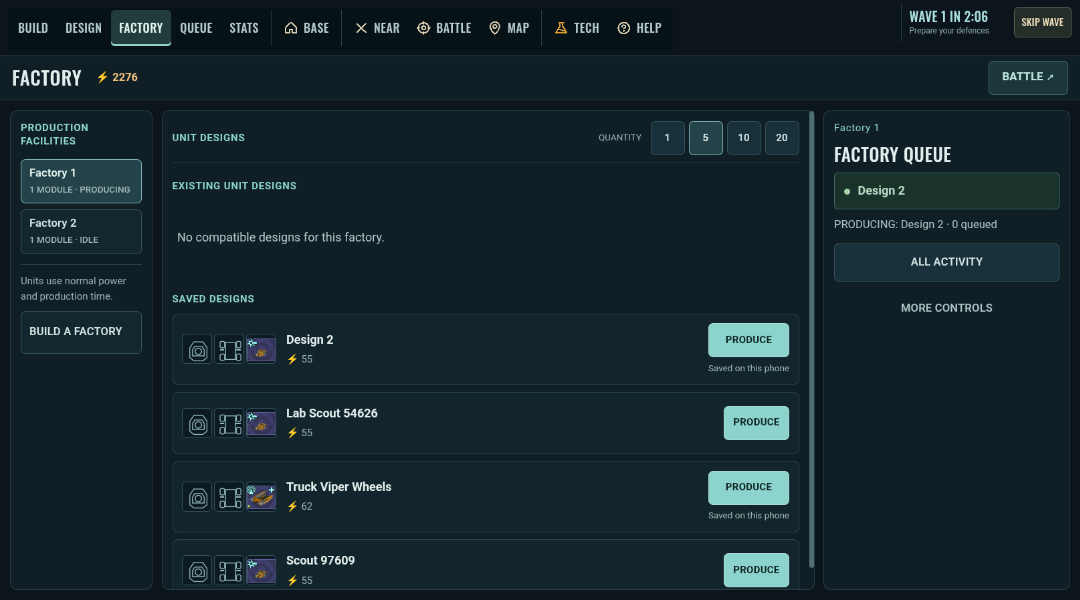 BUILD DESIGN FACTORY QUEUE STATS BASE NEAR BATTLE MAP TECH HELP
WAVE 1 IN 2:06
Prepare your defences
SKIP WAVE
FACTORY ⚡ 2276
BATTLE ↗
PRODUCTION
FACILITIES
Factory 1
1 MODULE · PRODUCING
Factory 2
1 MODULE · IDLE
Units use normal power
and production time.
BUILD A FACTORY
UNIT DESIGNS
QUANTITY 1 5 10 20
EXISTING UNIT DESIGNS
No compatible designs for this factory.
SAVED DESIGNS
Design 2
⚡ 55
PRODUCE
Saved on this phone
Lab Scout 54626
⚡ 55
PRODUCE
Truck Viper Wheels
⚡ 62
PRODUCE
Saved on this phone
Scout 97609
⚡ 55
PRODUCE
Factory 1
FACTORY QUEUE
Design 2
PRODUCING: Design 2 · 0 queued
ALL ACTIVITY
MORE CONTROLS